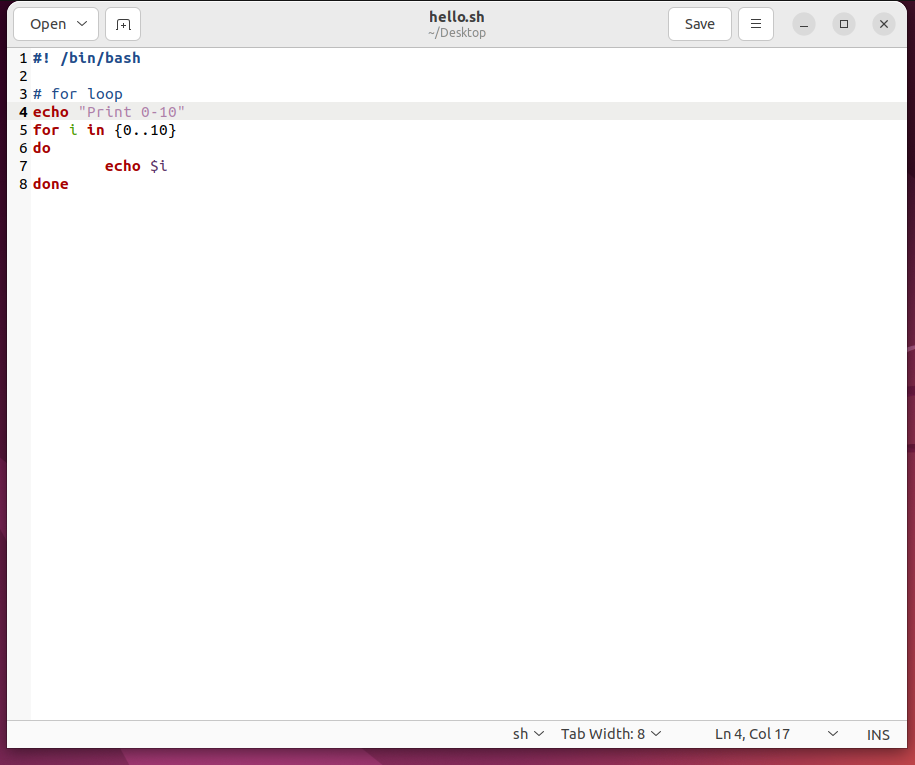 Open
hello.sh
~/Desktop
Save
1 #! /bin/bash
2
3 # for loop
4 echo "Print 0-10"
5 for i in {0..10}
6 do
7         echo $i
8 done
sh Tab Width: 8 Ln 4, Col 17 INS